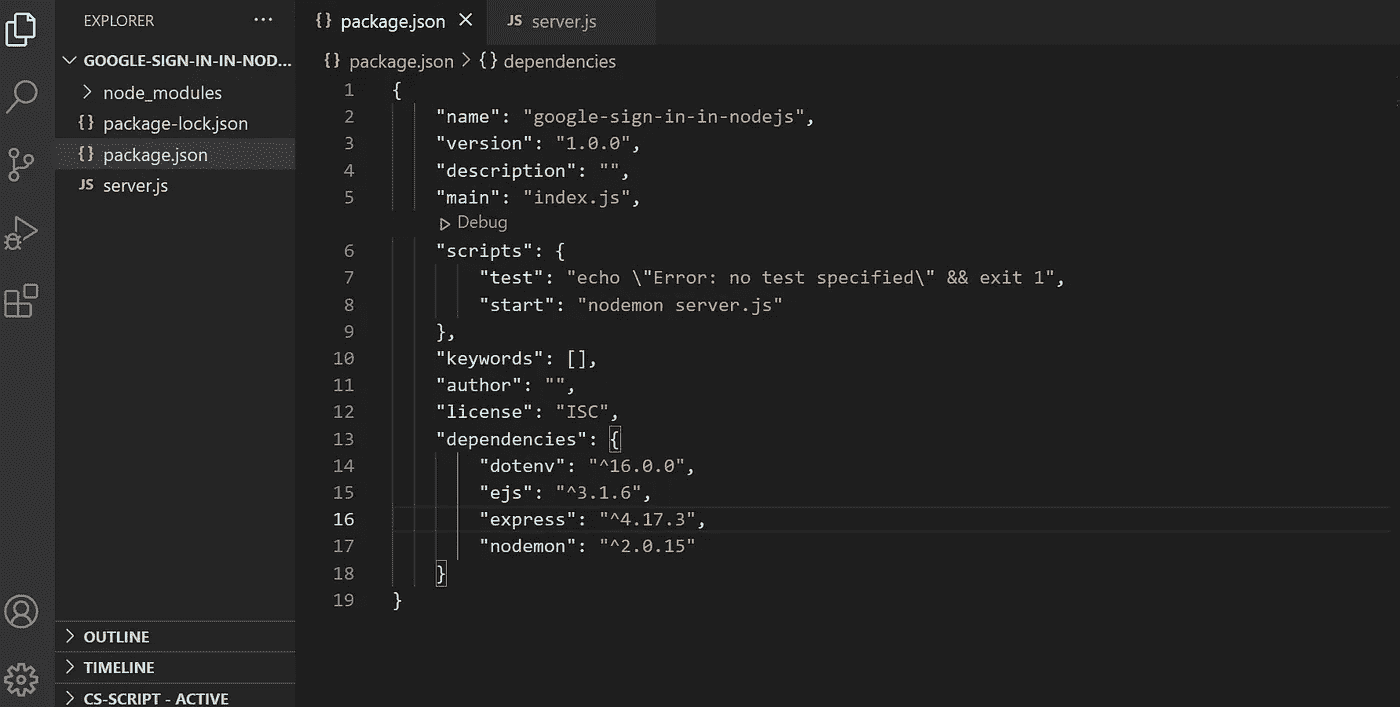 EXPLORER
...
GOOGLE-SIGN-IN-IN-NOD...
node_modules
{} package-lock.json
{} package.json
JS server.js
OUTLINE
TIMELINE
CS-SCRIPT - ACTIVE
{} package.json × JS server.js
{} package.json > {} dependencies
1 {
2 "name": "google-sign-in-in-nodejs",
3 "version": "1.0.0",
4 "description": "",
5 "main": "index.js",
Debug
6 "scripts": {
7 "test": "echo \"Error: no test specified\" && exit 1",
8 "start": "nodemon server.js"
9 },
10 "keywords": [],
11 "author": "",
12 "license": "ISC",
13 "dependencies": {
14 "dotenv": "^16.0.0",
15 "ejs": "^3.1.6",
16 "express": "^4.17.3",
17 "nodemon": "^2.0.15"
18 }
19 }